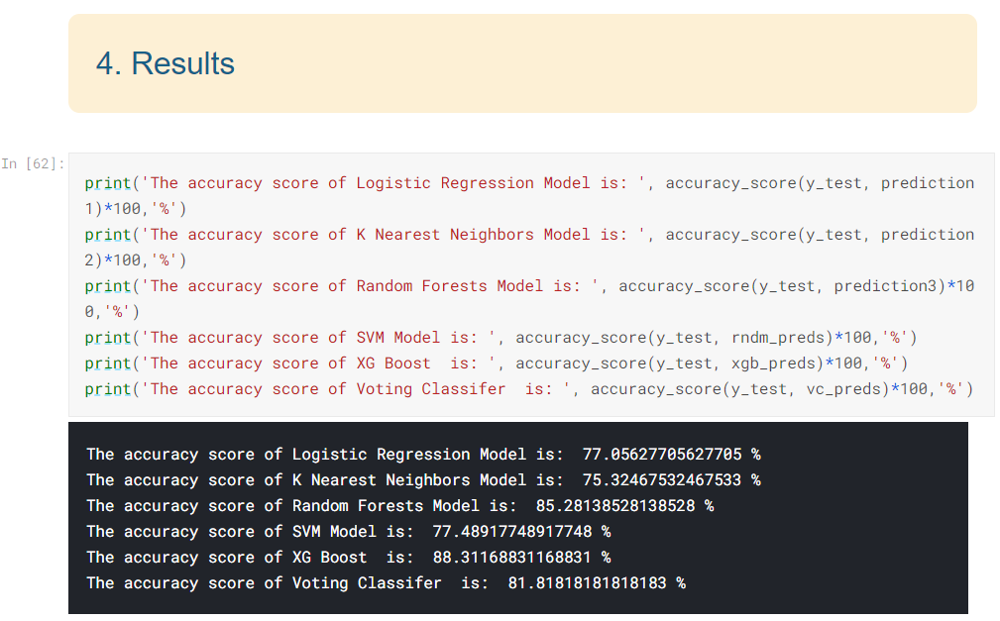 4. Results
In [62]:
print('The accuracy score of Logistic Regression Model is: ', accuracy_score(y_test, prediction
1)*100,'%')
print('The accuracy score of K Nearest Neighbors Model is: ', accuracy_score(y_test, prediction
2)*100,'%')
print('The accuracy score of Random Forests Model is: ', accuracy_score(y_test, prediction3)*10
0,'%')
print('The accuracy score of SVM Model is: ', accuracy_score(y_test, rndm_preds)*100,'%')
print('The accuracy score of XG Boost  is: ', accuracy_score(y_test, xgb_preds)*100,'%')
print('The accuracy score of Voting Classifer  is: ', accuracy_score(y_test, vc_preds)*100,'%')
The accuracy score of Logistic Regression Model is:  77.05627705627705 %
The accuracy score of K Nearest Neighbors Model is:  75.32467532467533 %
The accuracy score of Random Forests Model is:  85.28138528138528 %
The accuracy score of SVM Model is:  77.48917748917748 %
The accuracy score of XG Boost  is:  88.31168831168831 %
The accuracy score of Voting Classifer  is:  81.81818181818183 %